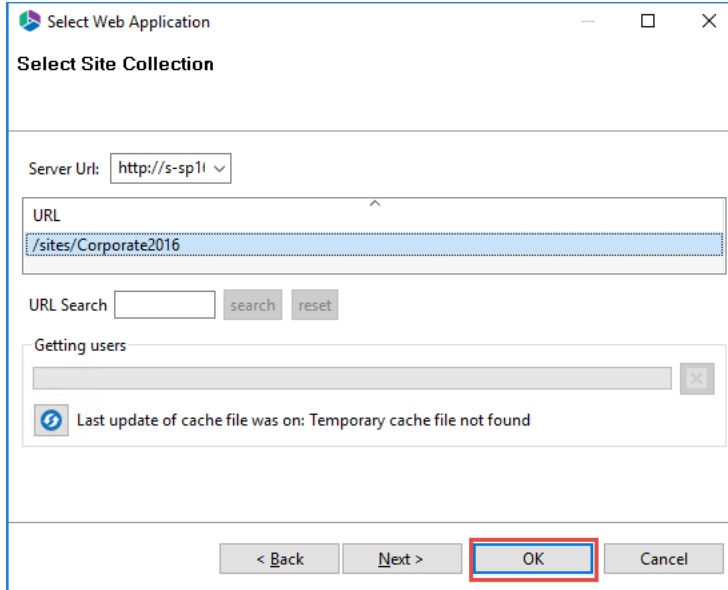 Select Web Application
Select Site Collection
Server Url: http://s-sp1
URL
/sites/Corporate2016
URL Search search reset
Getting users
Last update of cache file was on: Temporary cache file not found
< Back Next > OK Cancel